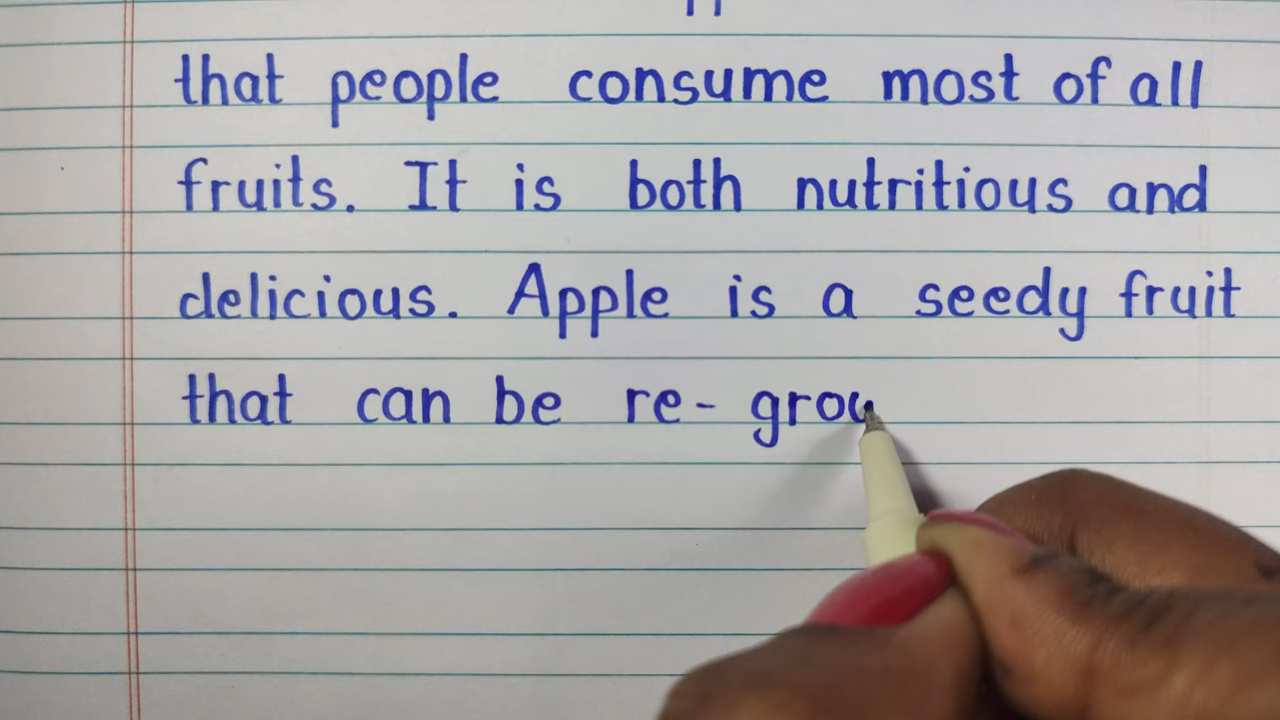 that people consume most of all
fruits. It is both nutritious and
delicious. Apple is a seedy fruit
that can be re-